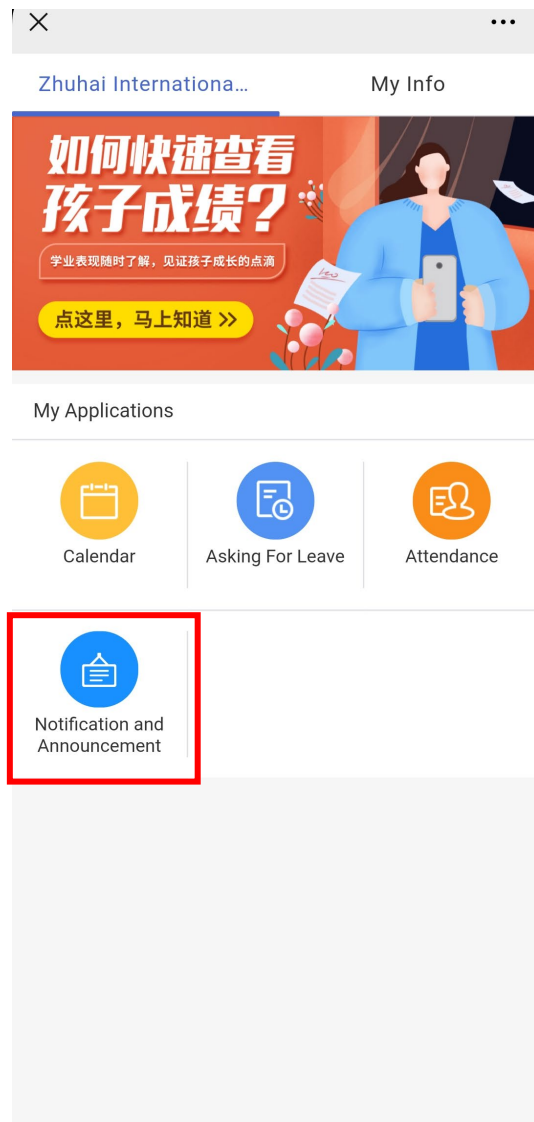 Zhuhai Internationa...
My Info
如何快速查看
孩子成绩?
学业表现随时了解，见证孩子成长的点滴
点这里，马上知道 >>
My Applications
Calendar
Asking For Leave
Attendance
Notification and
Announcement